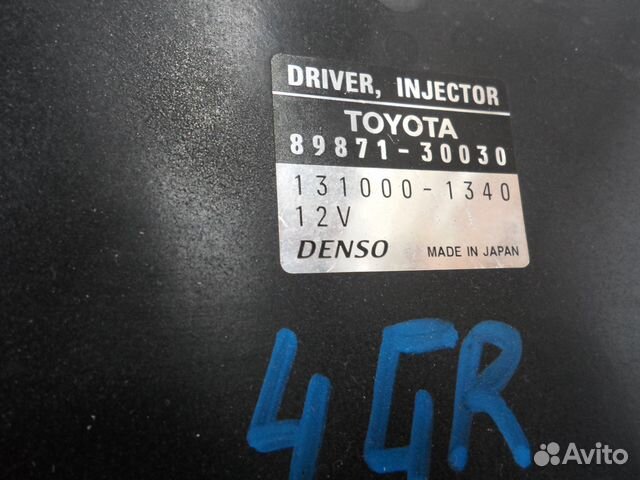 DRIVER, INJECTOR
TOYOTA
89871-30030
131000-1340
12V
DENSO MADE IN JAPAN
4GR
Avito